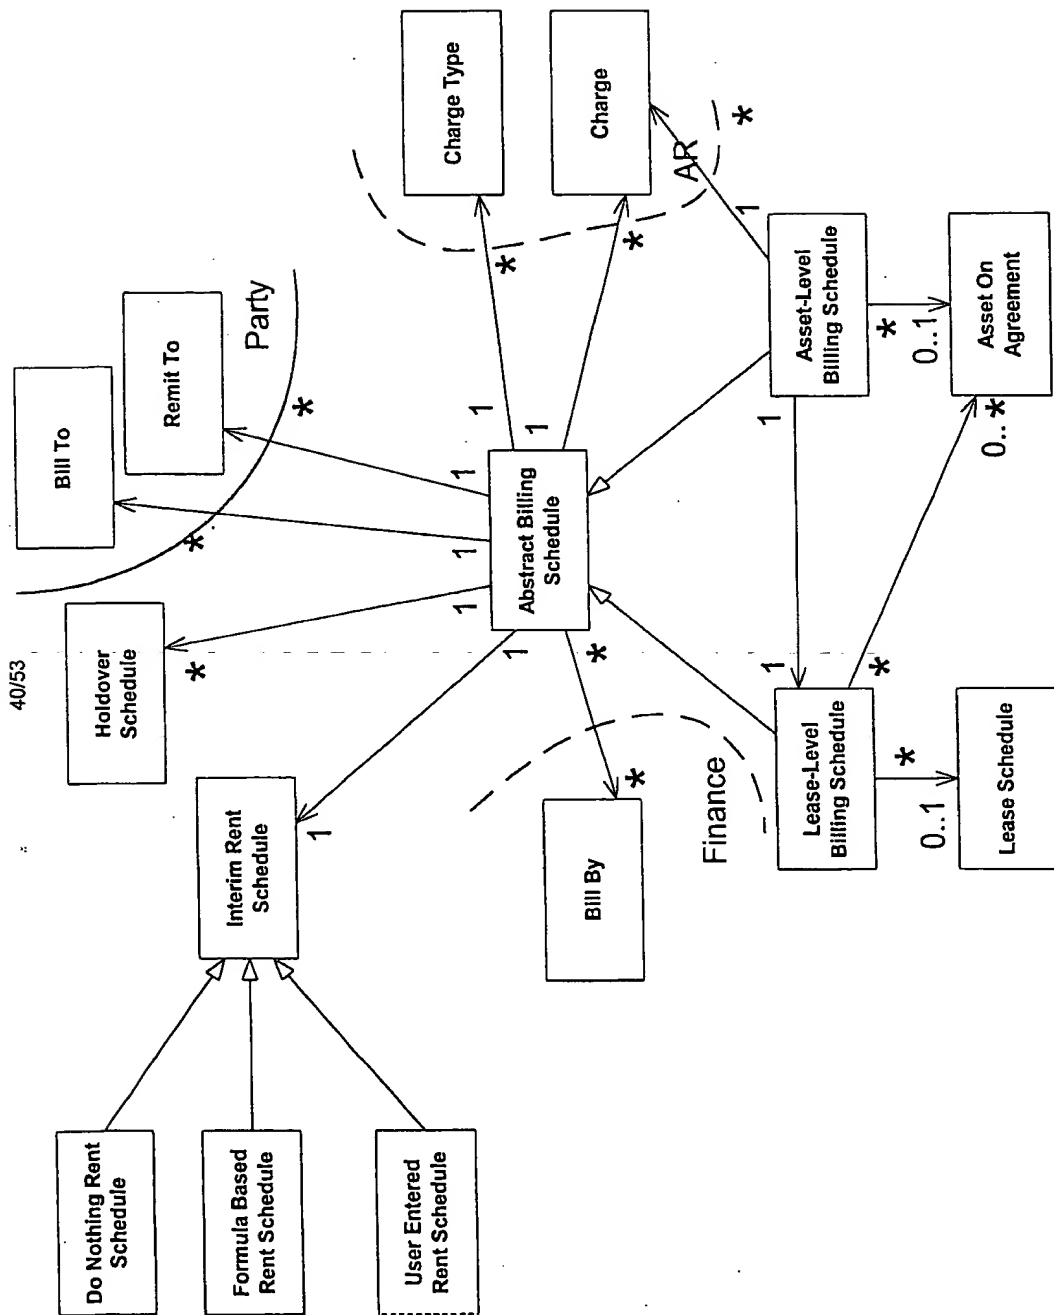 40/53
Bill To
Do Nothing Rent
Schedule
Holdover
Schedule
Remit To
*
*
Formula Based
Rent Schedule
Interim Rent
Schedule
Party
*
1
User Entered
Rent Schedule
Charge Type
1
1
1
1
*
1
Abstract Billing
Schedule
1
Bill By
*
*
*
Charge
Finance
AR
*
1
1
1
Lease-Level
Billing Schedule
Asset-Level
Billing Schedule
*
*
*
0..1
0..1
0..*
Lease Schedule
Asset On
Agreement